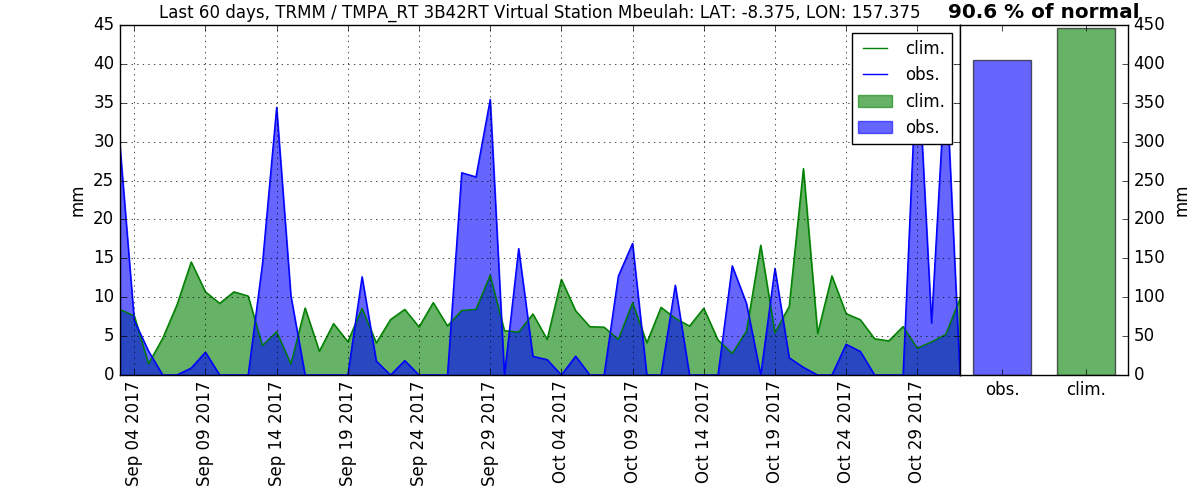 Last 60 days, TRMM / TMPA_RT 3B42RT Virtual Station Mbeulah: LAT: -8.375, LON: 157.375
90.6 % of normal
clim.
obs.
clim.
obs.
mm
45
40
35
30
25
20
15
10
5
0
Sep 04 2017
Sep 09 2017
Sep 14 2017
Sep 19 2017
Sep 24 2017
Sep 29 2017
Oct 04 2017
Oct 09 2017
Oct 14 2017
Oct 19 2017
Oct 24 2017
Oct 29 2017
obs.
clim.
450
400
350
300
250
200
150
100
50
0
mm